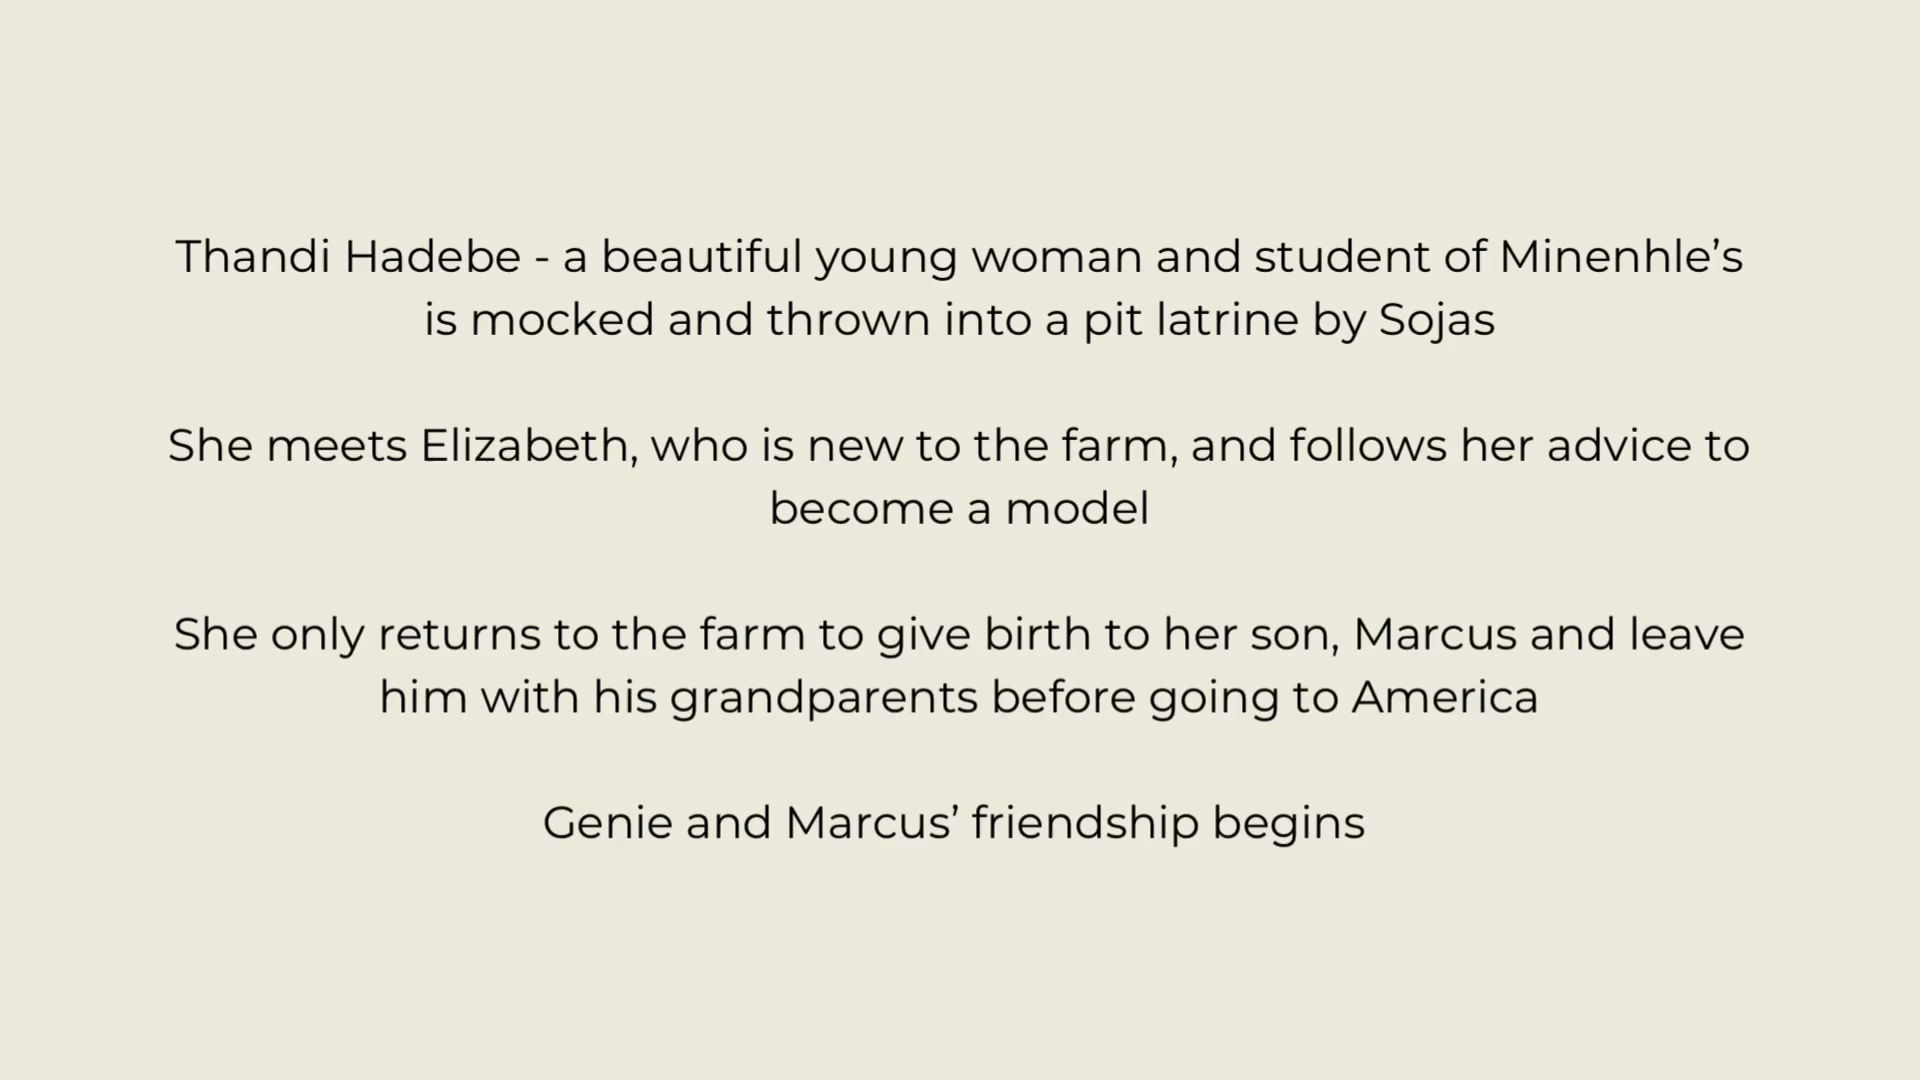 Thandi Hadebe - a beautiful young woman and student of Minenhle’s
is mocked and thrown into a pit latrine by Sojas
She meets Elizabeth, who is new to the farm, and follows her advice to
become a model
She only returns to the farm to give birth to her son, Marcus and leave
him with his grandparents before going to America
Genie and Marcus’ friendship begins